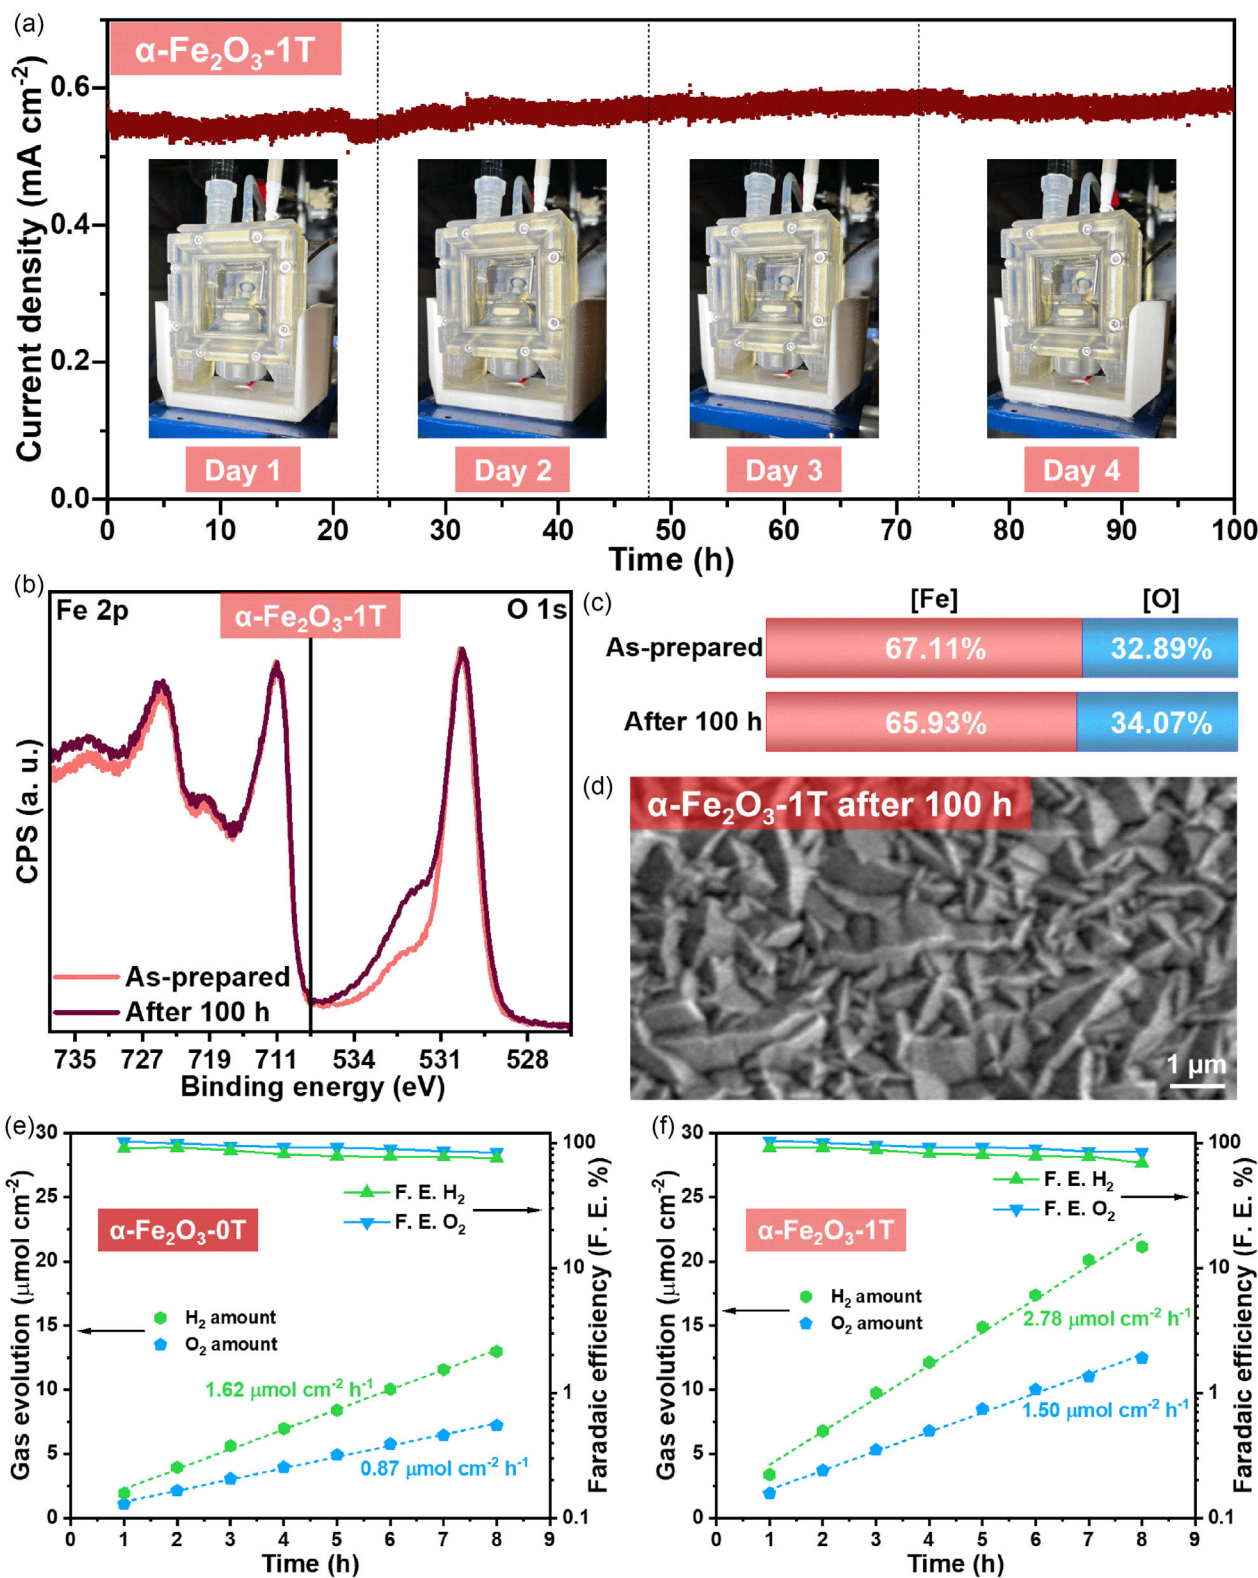 (a)
α-Fe₂O₃-1T
Current density (mA cm⁻²)
0.6
0.4
0.2
0.0
Day 1
Day 2
Day 3
Day 4
0 10 20 30 40 50 60 70 80 90 100
Time (h)
(b)
Fe 2p
α-Fe₂O₃-1T
O 1s
CPS (a. u.)
As-prepared
After 100 h
735 727 719 711 534 531 528
Binding energy (eV)
(c)
[Fe] [O]
As-prepared 67.11% 32.89%
After 100 h 65.93% 34.07%
(d)
α-Fe₂O₃-1T after 100 h
1 μm
(e)
Gas evolution (μmol cm⁻²)
30
25
20
15
10
5
0
F. E. H₂
F. E. O₂
α-Fe₂O₃-0T
H₂ amount
O₂ amount
1.62 μmol cm⁻² h⁻¹
0.87 μmol cm⁻² h⁻¹
100
10
1
0.1
Faradaic efficiency (F. E. %)
0 1 2 3 4 5 6 7 8 9
Time (h)
(f)
Gas evolution (μmol cm⁻²)
30
25
20
15
10
5
0
F. E. H₂
F. E. O₂
α-Fe₂O₃-1T
H₂ amount
O₂ amount
2.78 μmol cm⁻² h⁻¹
1.50 μmol cm⁻² h⁻¹
100
10
1
0.1
Faradaic efficiency (F. E. %)
0 1 2 3 4 5 6 7 8 9
Time (h)